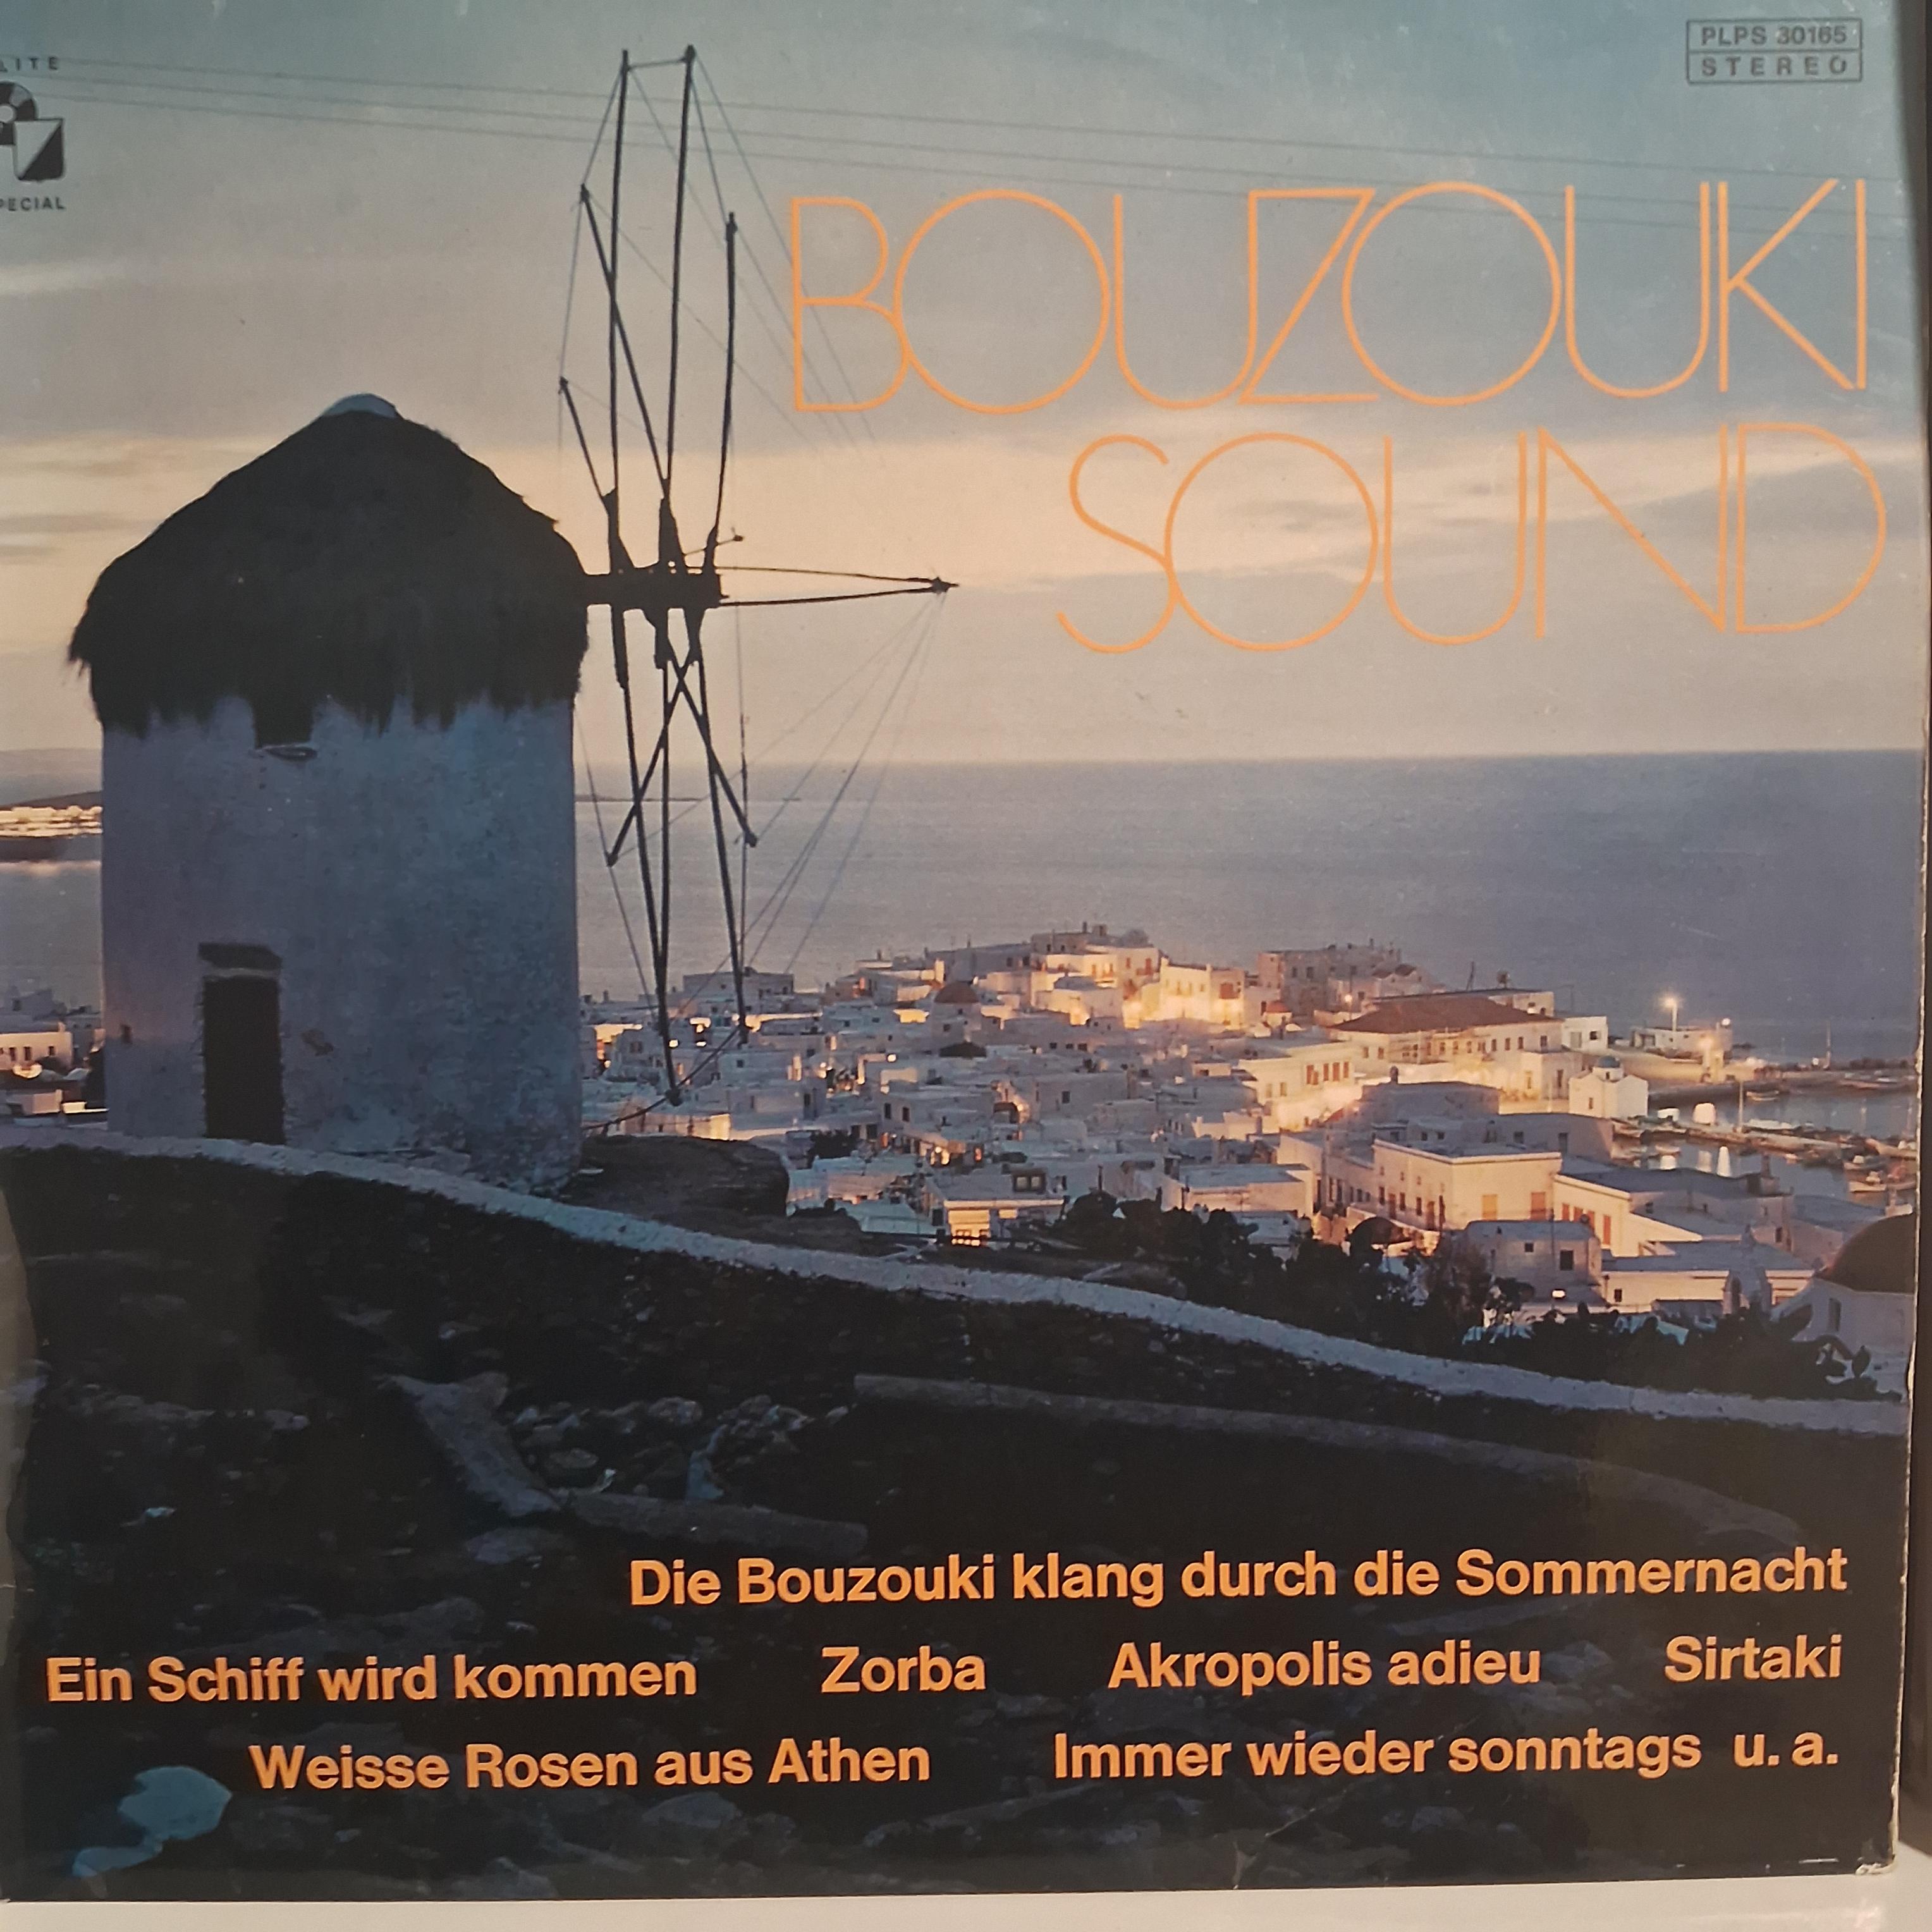 PLPS 30165
STEREO
LITE
PECIAL
BOUZOUKI
SOUND
Die Bouzouki klang durch die Sommernacht
Ein Schiff wird kommen Zorba Akropolis adieu Sirtaki
Weisse Rosen aus Athen Immer wieder sonntags u. a.